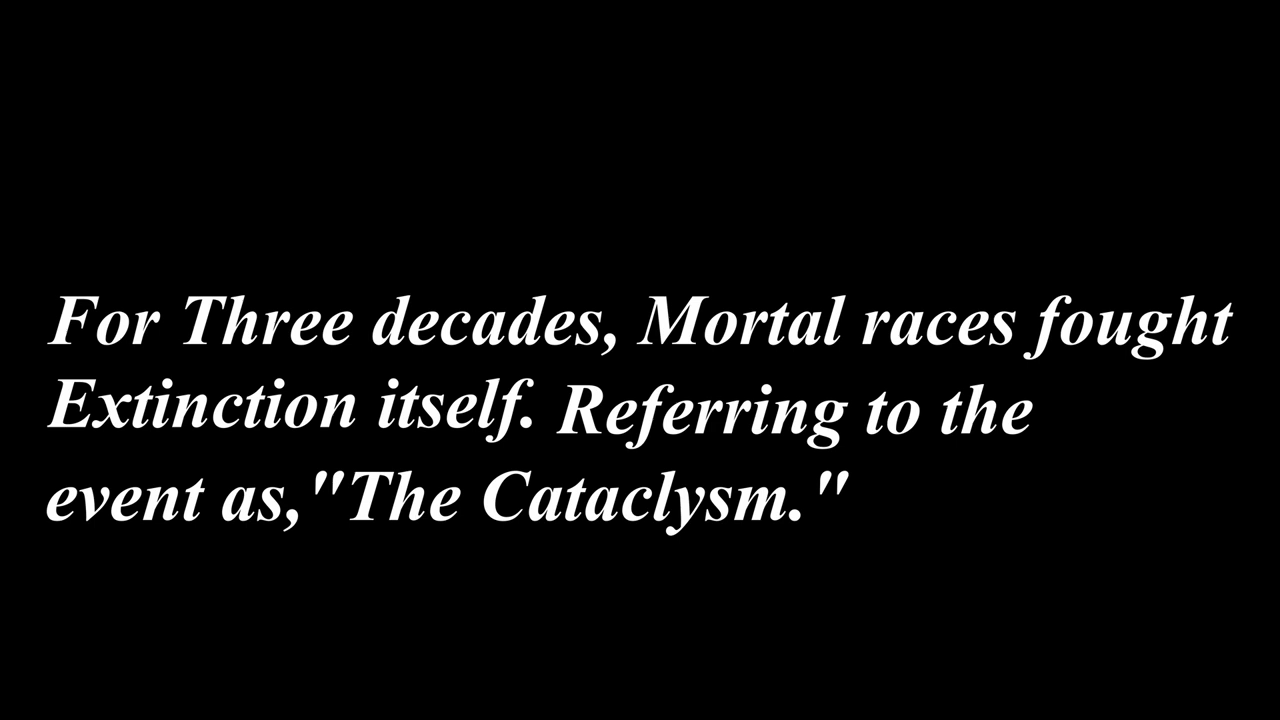 For Three decades, Mortal races fought
Extinction itself. Referring to the
event as,"The Cataclysm."